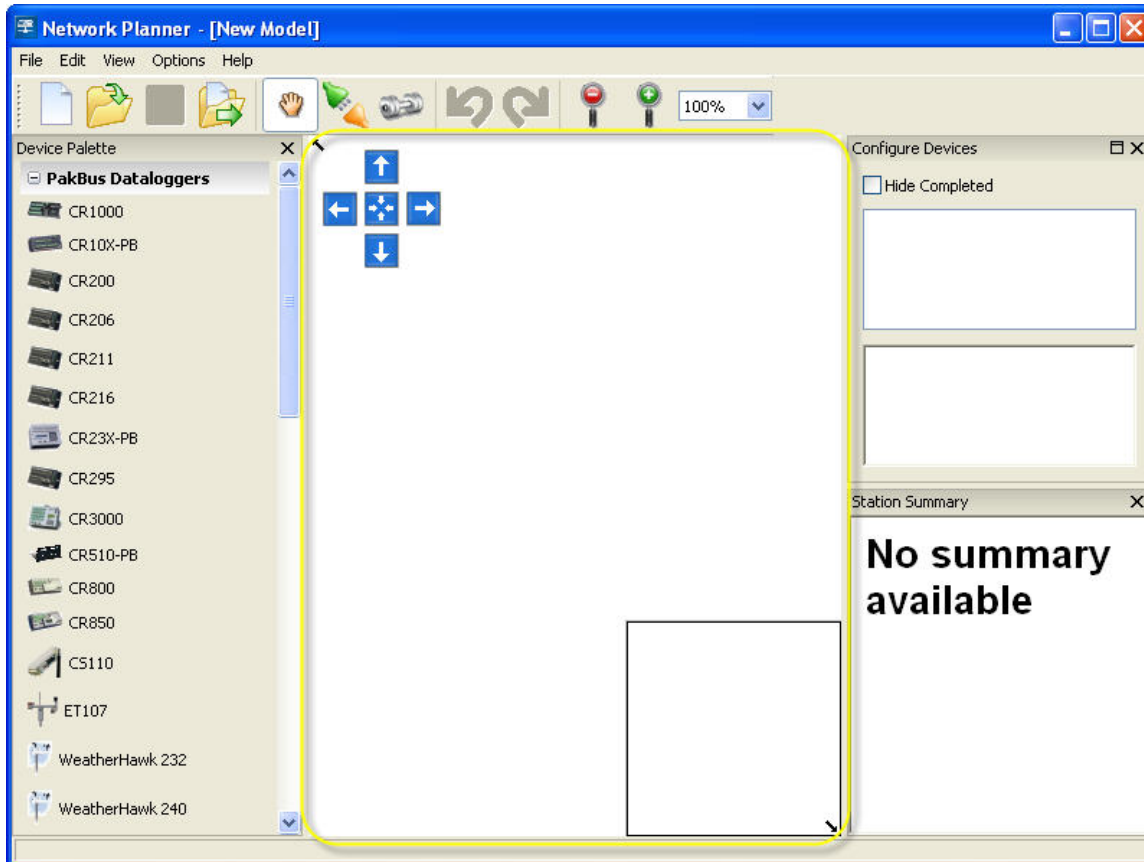 Network Planner - [New Model]
File Edit View Options Help
100%
Device Palette
PakBus Dataloggers
CR1000
CR10X-PB
CR200
CR206
CR211
CR216
CR23X-PB
CR295
CR3000
CR510-PB
CR800
CR850
CS110
ET107
WeatherHawk 232
WeatherHawk 240
Configure Devices
Hide Completed
Station Summary
No summary
available